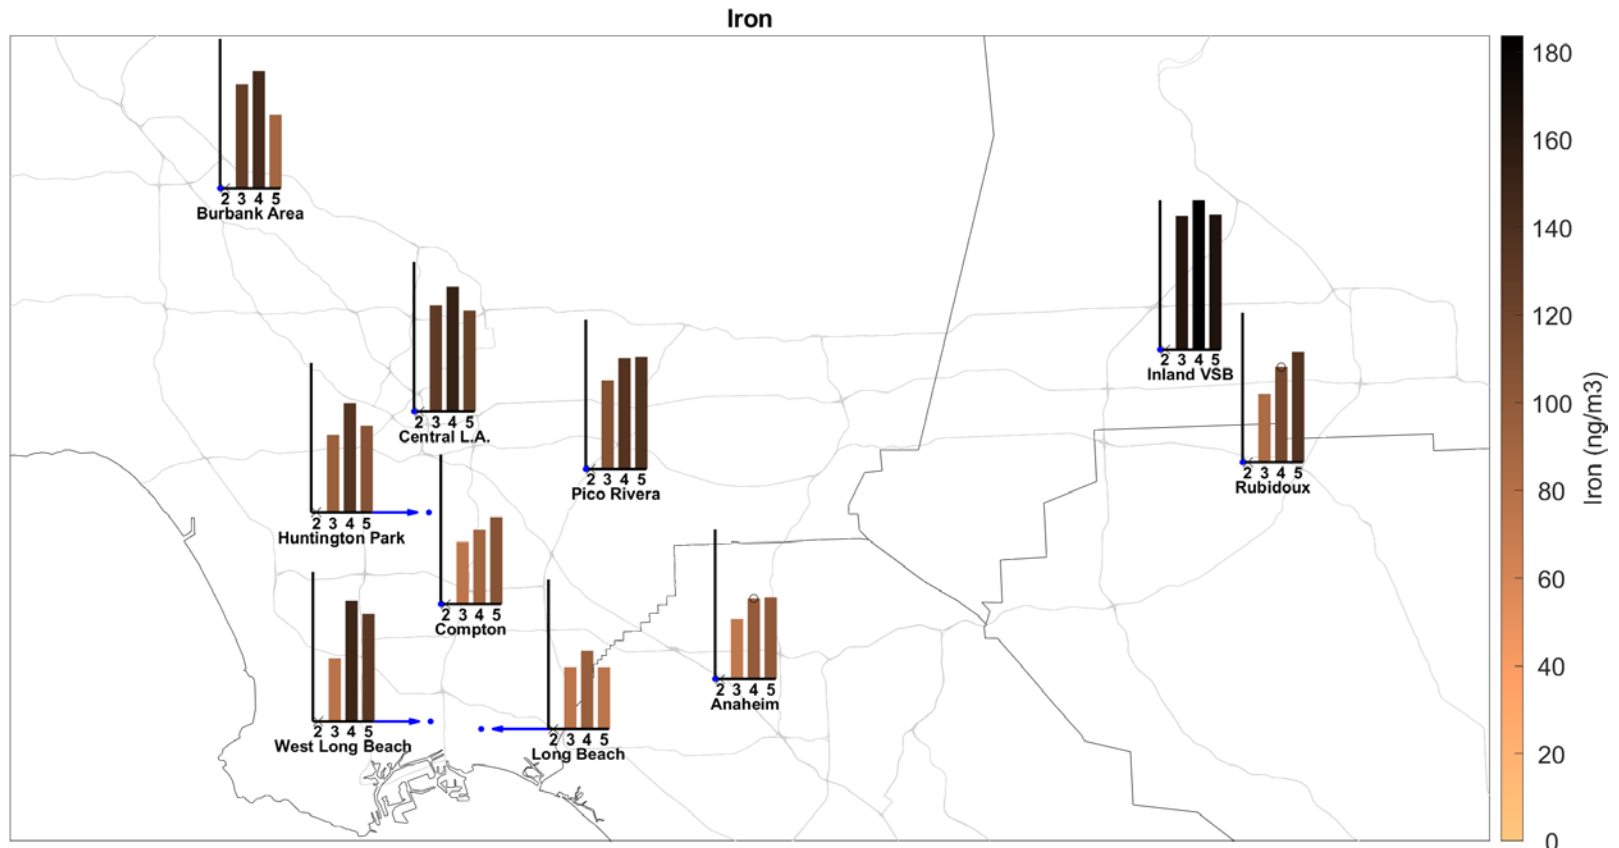 Iron
2 3 4 5
Burbank Area
2 3 4 5
Central L.A.
2 3 4 5
Pico Rivera
2 3 4 5
Inland VSB
2 3 4 5
Rubidoux
2 3 4 5
Huntington Park
2 3 4 5
Compton
2 3 4 5
Anaheim
2 3 4 5
West Long Beach
2 3 4 5
Long Beach
180
160
140
120
100
80
60
40
20
0
Iron (ng/m3)